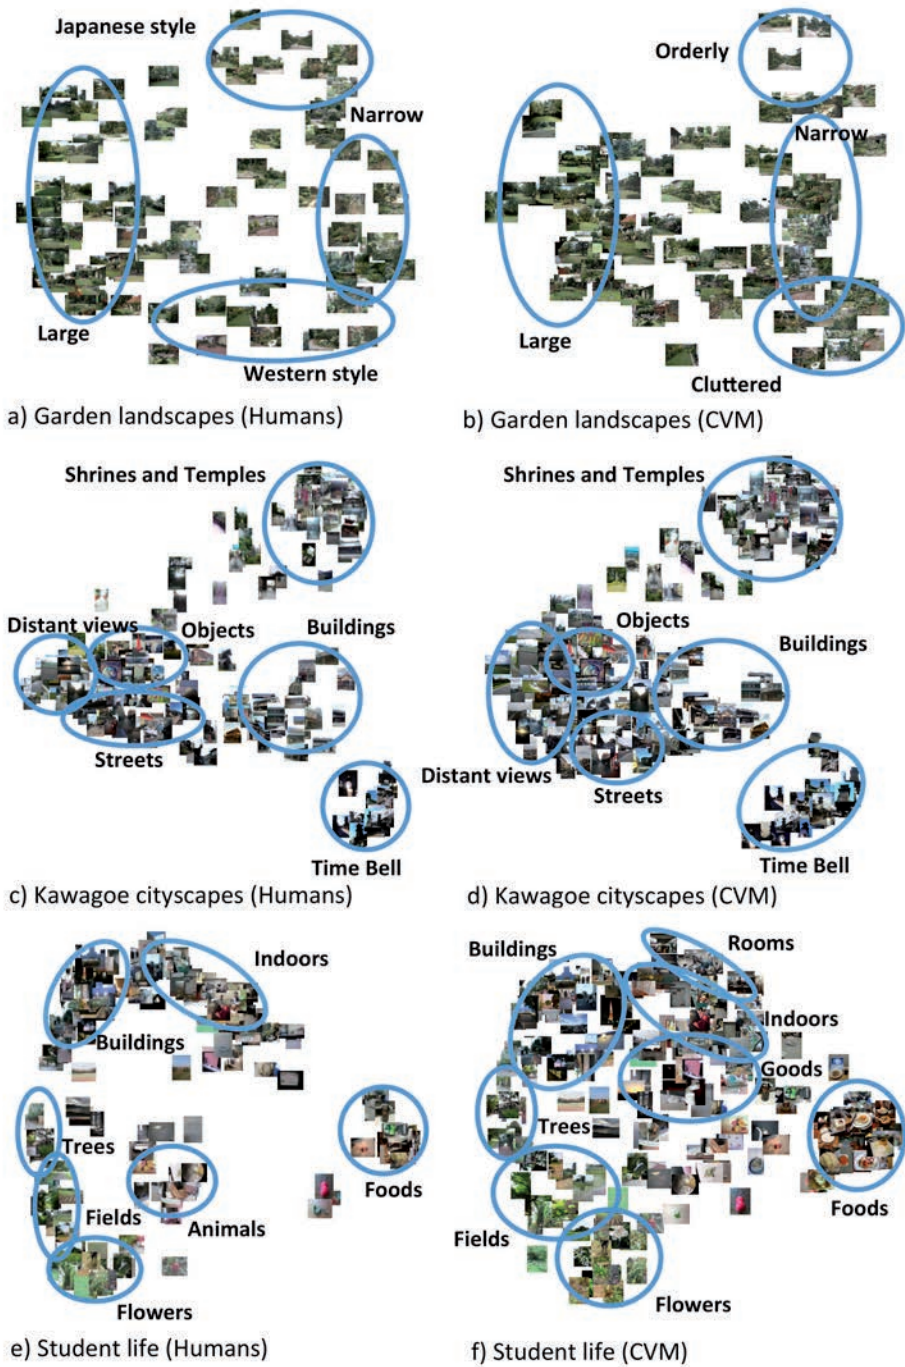 Japanese style
Narrow
Large
Western style
a) Garden landscapes (Humans)
Orderly
Narrow
Large
Cluttered
b) Garden landscapes (CVM)
Shrines and Temples
Distant views
Objects
Buildings
Streets
Time Bell
c) Kawagoe cityscapes (Humans)
Shrines and Temples
Objects
Buildings
Distant views
Streets
Time Bell
d) Kawagoe cityscapes (CVM)
Indoors
Buildings
Trees
Fields
Animals
Foods
Flowers
e) Student life (Humans)
Buildings
Rooms
Indoors
Goods
Trees
Fields
Foods
Flowers
f) Student life (CVM)